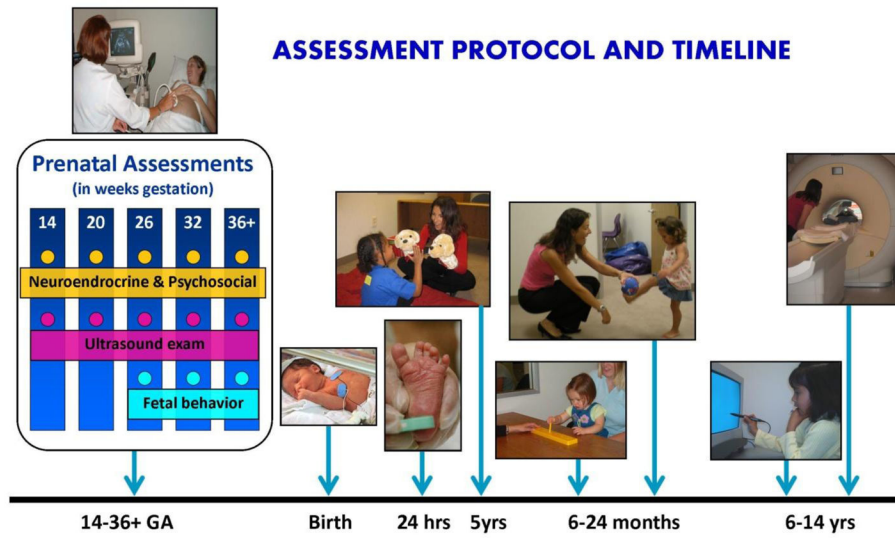 ASSESSMENT PROTOCOL AND TIMELINE
Prenatal Assessments
(in weeks gestation)
14 20 26 32 36+
Neuroendrocrine & Psychosocial
Ultrasound exam
Fetal behavior
14-36+ GA Birth 24 hrs 5yrs 6-24 months 6-14 yrs